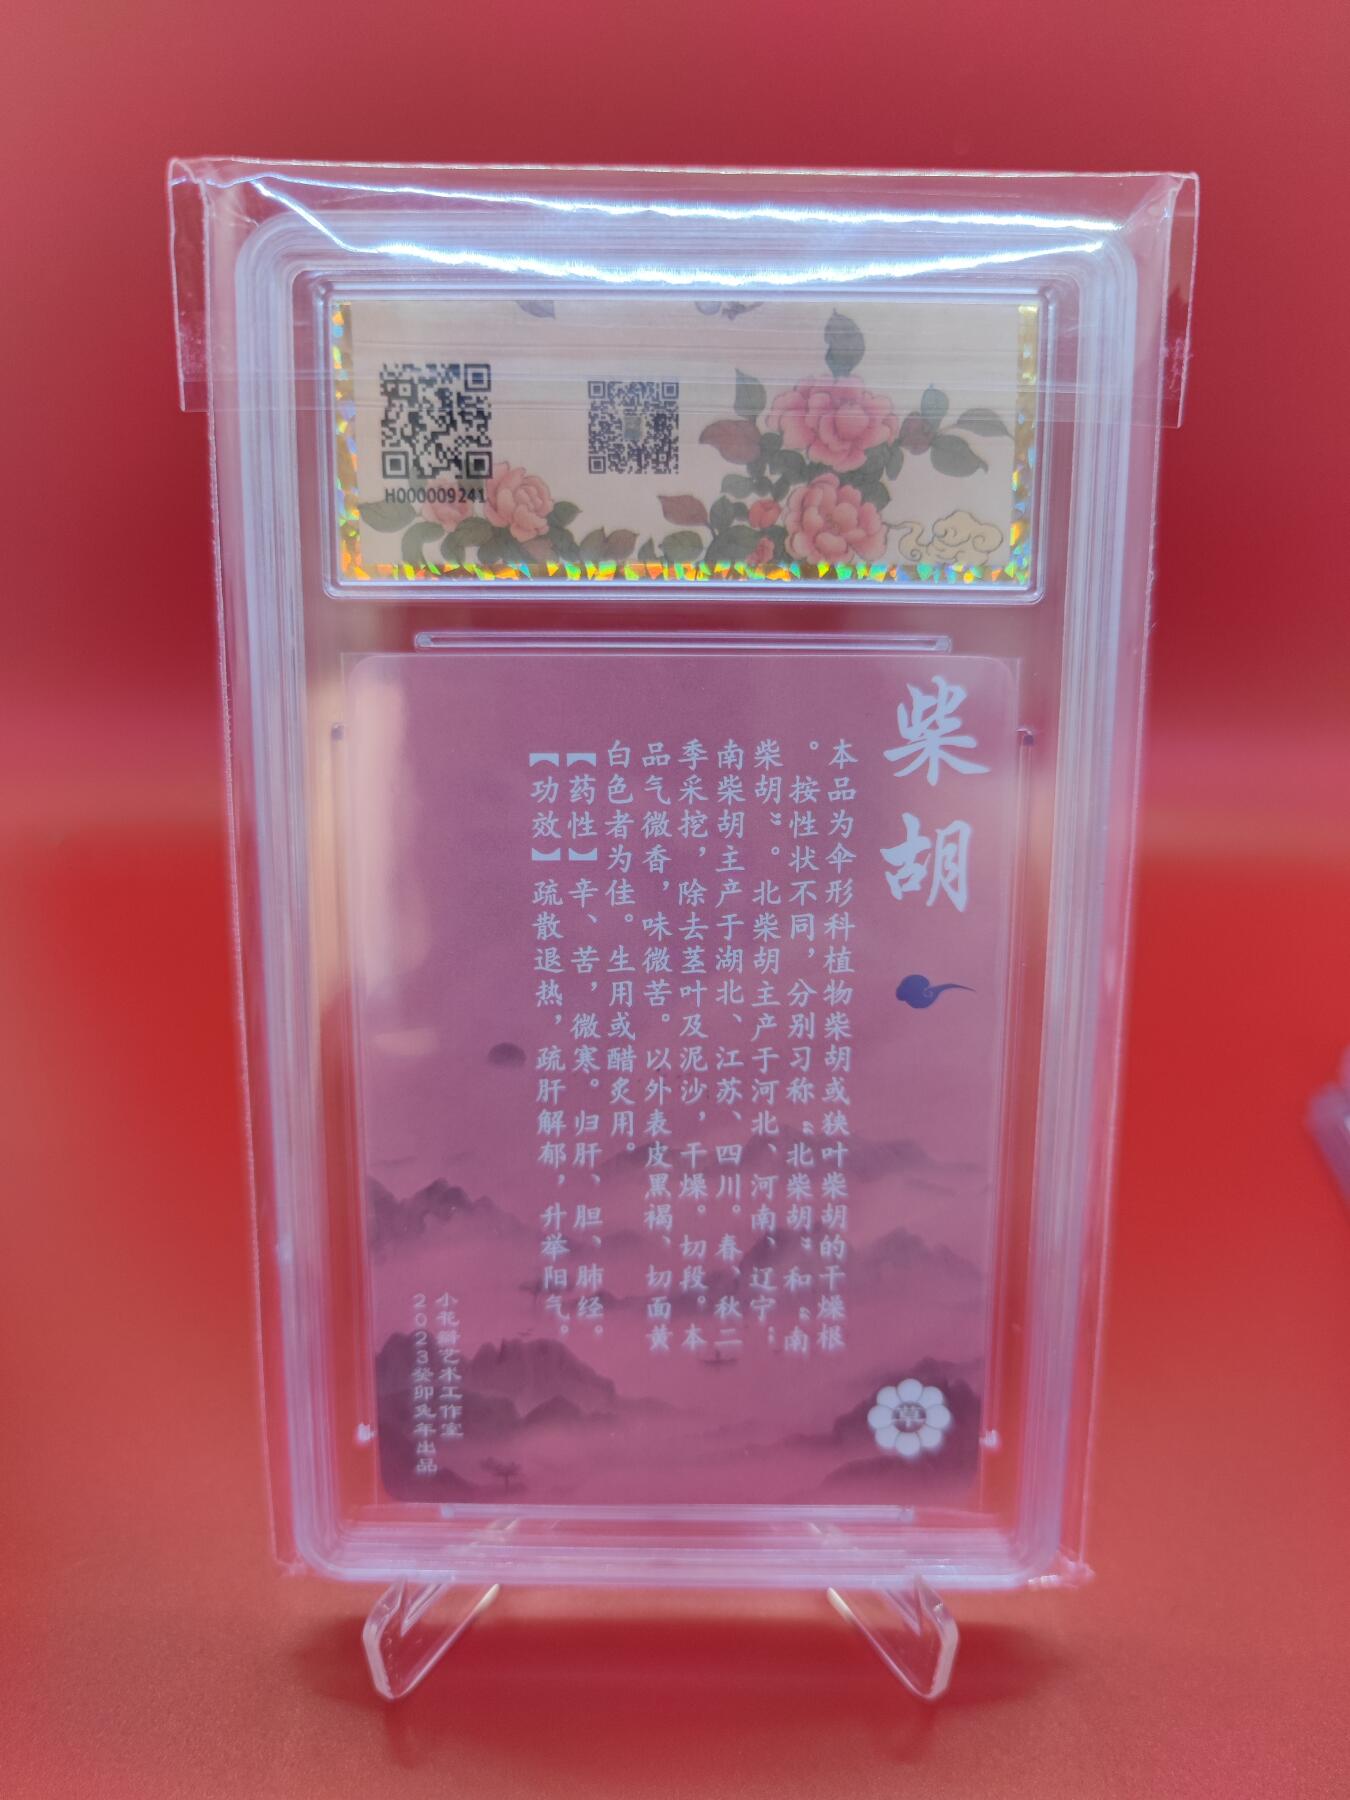 H000009241
柴胡
本品为伞形科植物柴胡或狭叶柴胡的干燥根
。按性状不同，分别习称“北柴胡”和“南
柴胡”。北柴胡主产于河北、河南、辽宁；
南柴胡主产于湖北、江苏、四川。春、秋二
季采挖，除去茎叶及泥沙，干燥。切段。本
品气微香，味微苦。以外表皮黑褐、切面黄
白色者为佳。生用或醋炙用。
【药性】辛、苦，微寒。归肝、胆、肺经。
【功效】疏散退热，疏肝解郁，升举阳气。
草
小花瓣艺术工作室
2023癸卯兔年出品